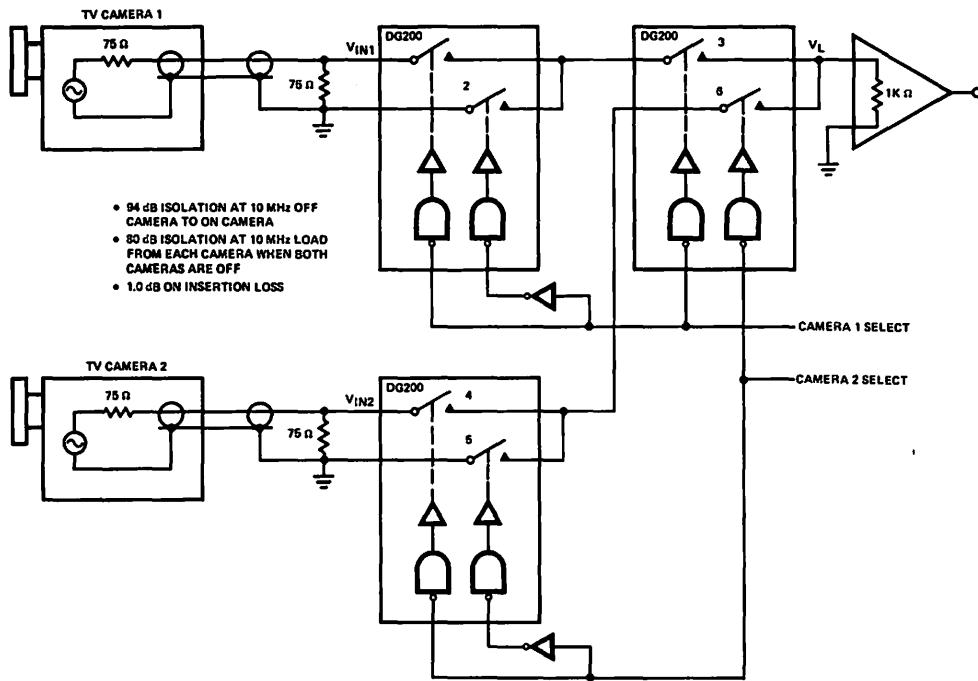 TV CAMERA 1
75 Ω
75 Ω
VIN1
DG200
2
DG200
3
6
VL
1K Ω
• 94 dB ISOLATION AT 10 MHz OFF
CAMERA TO ON CAMERA
• 80 dB ISOLATION AT 10 MHz LOAD
FROM EACH CAMERA WHEN BOTH
CAMERAS ARE OFF
• 1.0 dB ON INSERTION LOSS
CAMERA 1 SELECT
CAMERA 2 SELECT
TV CAMERA 2
75 Ω
75 Ω
VIN2
DG200
4
5